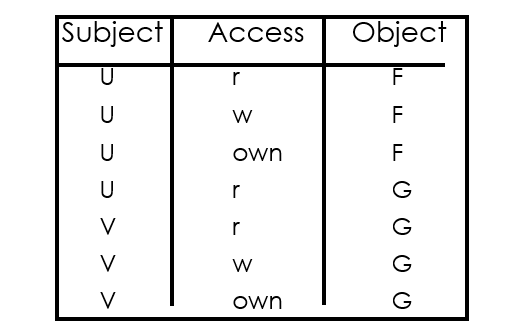 Subject Access Object
U r F
U w F
U own F
U r G
V r G
V w G
V own G